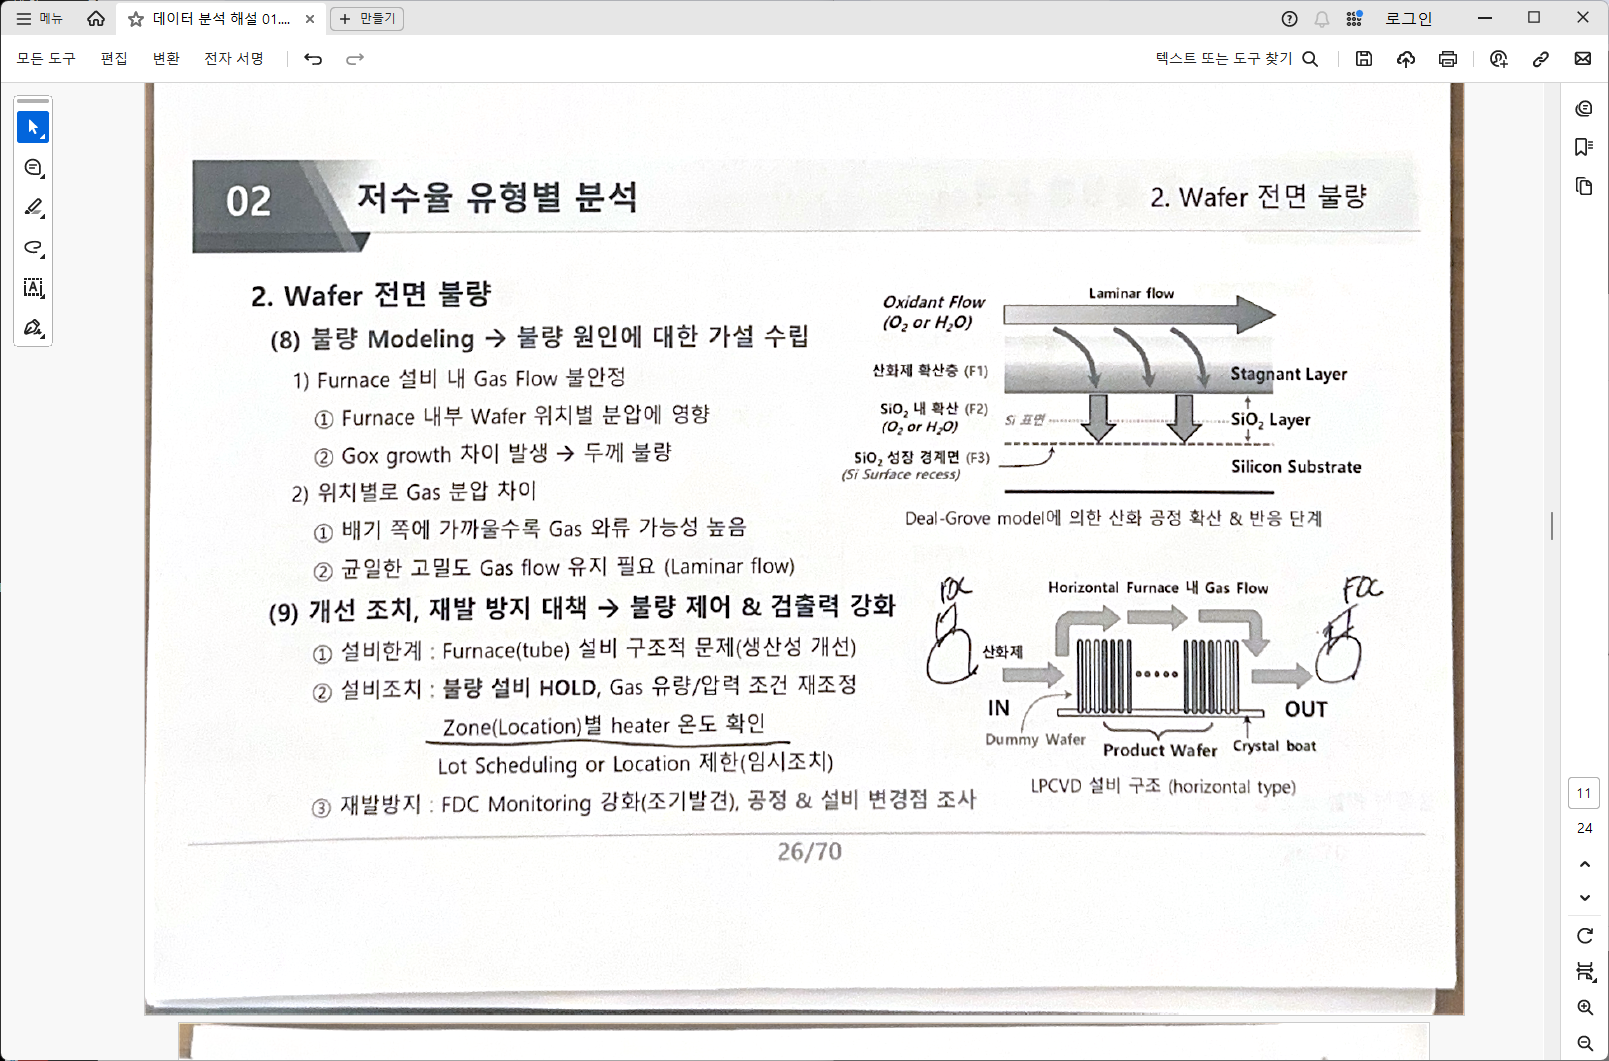 메뉴
데이터 분석 해설 01....
만들기
로그인
모든 도구
편집
변환
전자 서명
텍스트 또는 도구 찾기
02
저수율 유형별 분석
2. Wafer 전면 불량
2. Wafer 전면 불량
(8) 불량 Modeling → 불량 원인에 대한 가설 수립
1) Furnace 설비 내 Gas Flow 불안정
① Furnace 내부 Wafer 위치별 분압에 영향
② Gox growth 차이 발생 → 두께 불량
2) 위치별로 Gas 분압 차이
① 배기 쪽에 가까울수록 Gas 와류 가능성 높음
② 균일한 고밀도 Gas flow 유지 필요 (Laminar flow)
(9) 개선 조치, 재발 방지 대책 → 불량 제어 & 검출력 강화
① 설비한계 : Furnace(tube) 설비 구조적 문제(생산성 개선)
② 설비조치 : 불량 설비 HOLD, Gas 유량/압력 조건 재조정
Zone(Location)별 heater 온도 확인
Lot Scheduling or Location 제한(임시조치)
③ 재발방지 : FDC Monitoring 강화(조기발견), 공정 & 설비 변경점 조사
Oxidant Flow
(O₂ or H₂O)
Laminar flow
산화제 확산층 (F1)
Stagnant Layer
SiO₂ 내 확산 (F2)
(O₂ or H₂O)
Si 표면
SiO₂ Layer
SiO₂ 성장 경계면 (F3)
(Si Surface recess)
Silicon Substrate
Deal-Grove model에 의한 산화 공정 확산 & 반응 단계
FDC
Horizontal Furnace 내 Gas Flow
FDC
산화제
IN
OUT
Dummy Wafer
Product Wafer
Crystal boat
LPCVD 설비 구조 (horizontal type)
26/70
11
24